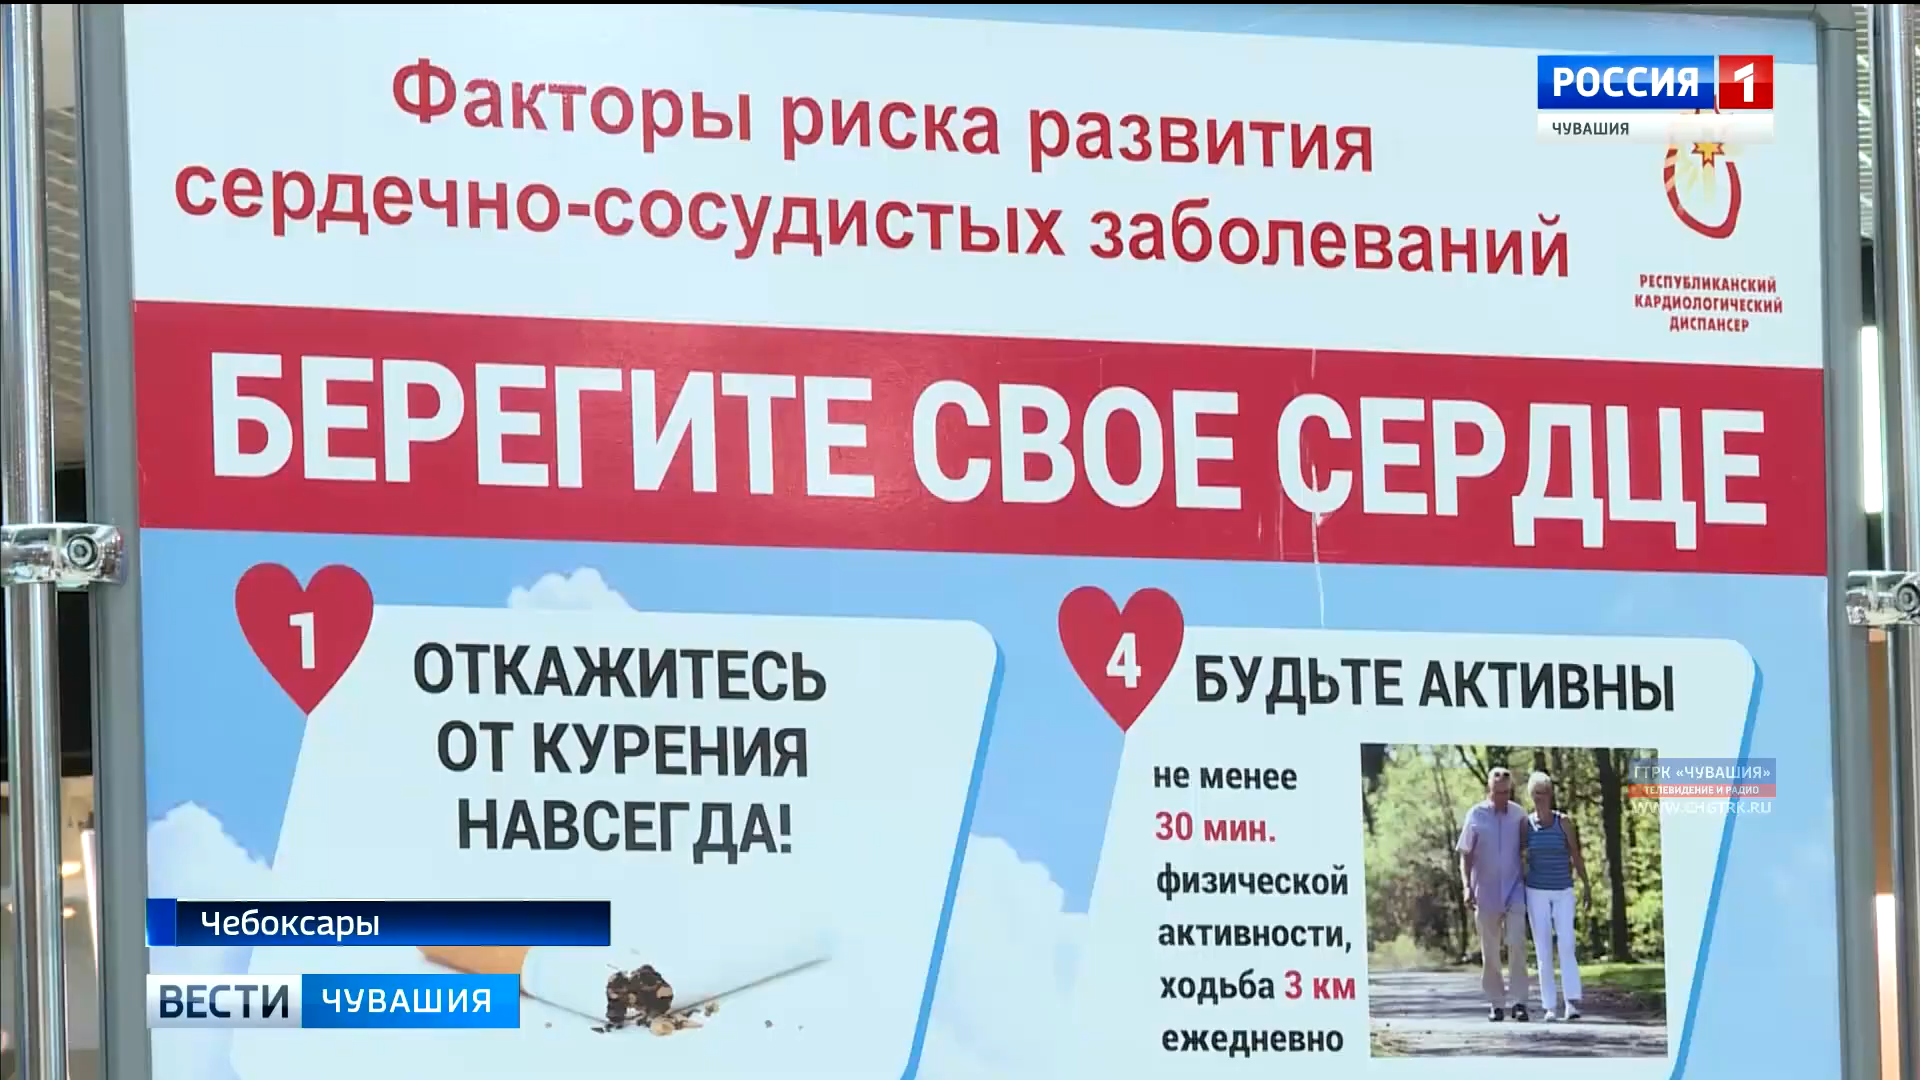 Факторы риска развития
сердечно-сосудистых заболеваний
РОССИЯ 1
ЧУВАШИЯ
РЕСПУБЛИКАНСКИЙ
КАРДИОЛОГИЧЕСКИЙ
ДИСПАНСЕР
БЕРЕГИТЕ СВОЕ СЕРДЦЕ
1
ОТКАЖИТЕСЬ
ОТ КУРЕНИЯ
НАВСЕГДА!
4
БУДЬТЕ АКТИВНЫ
не менее
30 мин.
физической
активности,
ходьба 3 км
ежедневно
ГТРК «ЧУВАШИЯ»
ТЕЛЕВИДЕНИЕ И РАДИО
WWW.CHGTRK.RU
Чебоксары
ВЕСТИ ЧУВАШИЯ